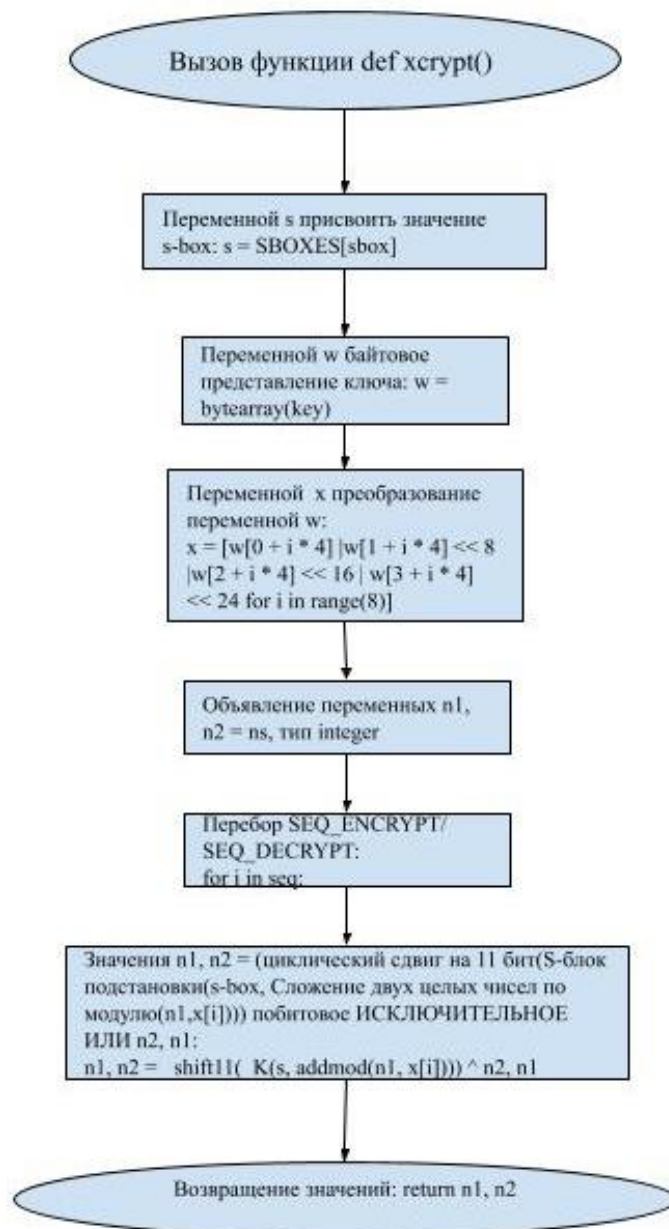 Вызов функции def xcrypt()
Переменной s присвоить значение
s-box: s = SBOXES[sbox]
Переменной w байтовое
представление ключа: w =
bytearray(key)
Переменной x преобразование
переменной w:
x = [w[0 + i * 4] |w[1 + i * 4] << 8
|w[2 + i * 4] << 16 | w[3 + i * 4]
<< 24 for i in range(8)]
Объявление переменных n1,
n2 = ns, тип integer
Перебор SEQ_ENCRYPT/
SEQ_DECRYPT:
for i in seq:
Значения n1, n2 = (циклический сдвиг на 11 бит(S-блок
подстановки(s-box, Сложение двух целых чисел по
модулю(n1,x[i]))) побитовое ИСКЛЮЧИТЕЛЬНОЕ
ИЛИ n2, n1:
n1, n2 = _shift11(_K(s, addmod(n1, x[i]))) ^ n2, n1
Возвращение значений: return n1, n2